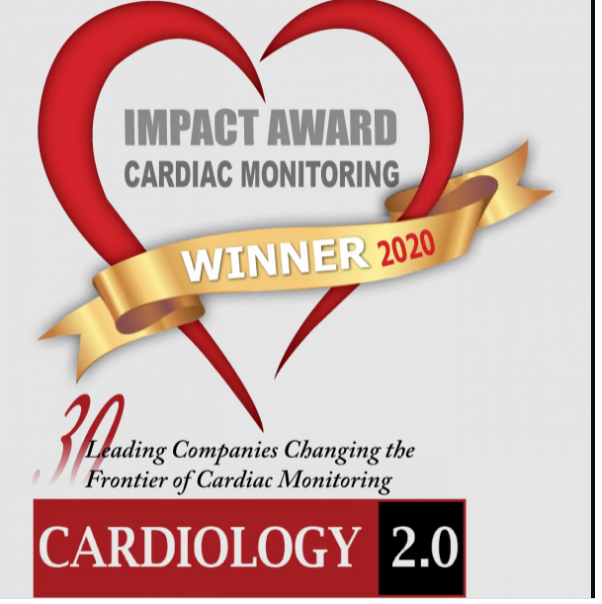 IMPACT AWARD
CARDIAC MONITORING
WINNER 2020
30
Leading Companies Changing the
Frontier of Cardiac Monitoring
CARDIOLOGY 2.0